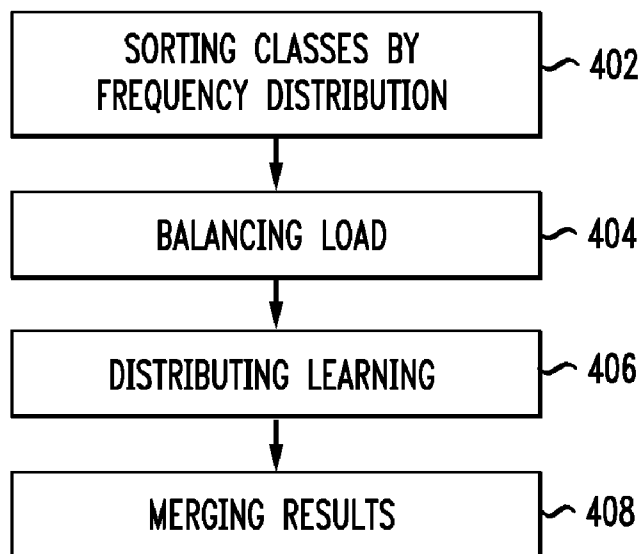 SORTING CLASSES BY
FREQUENCY DISTRIBUTION
402
BALANCING LOAD
404
DISTRIBUTING LEARNING
406
MERGING RESULTS
408